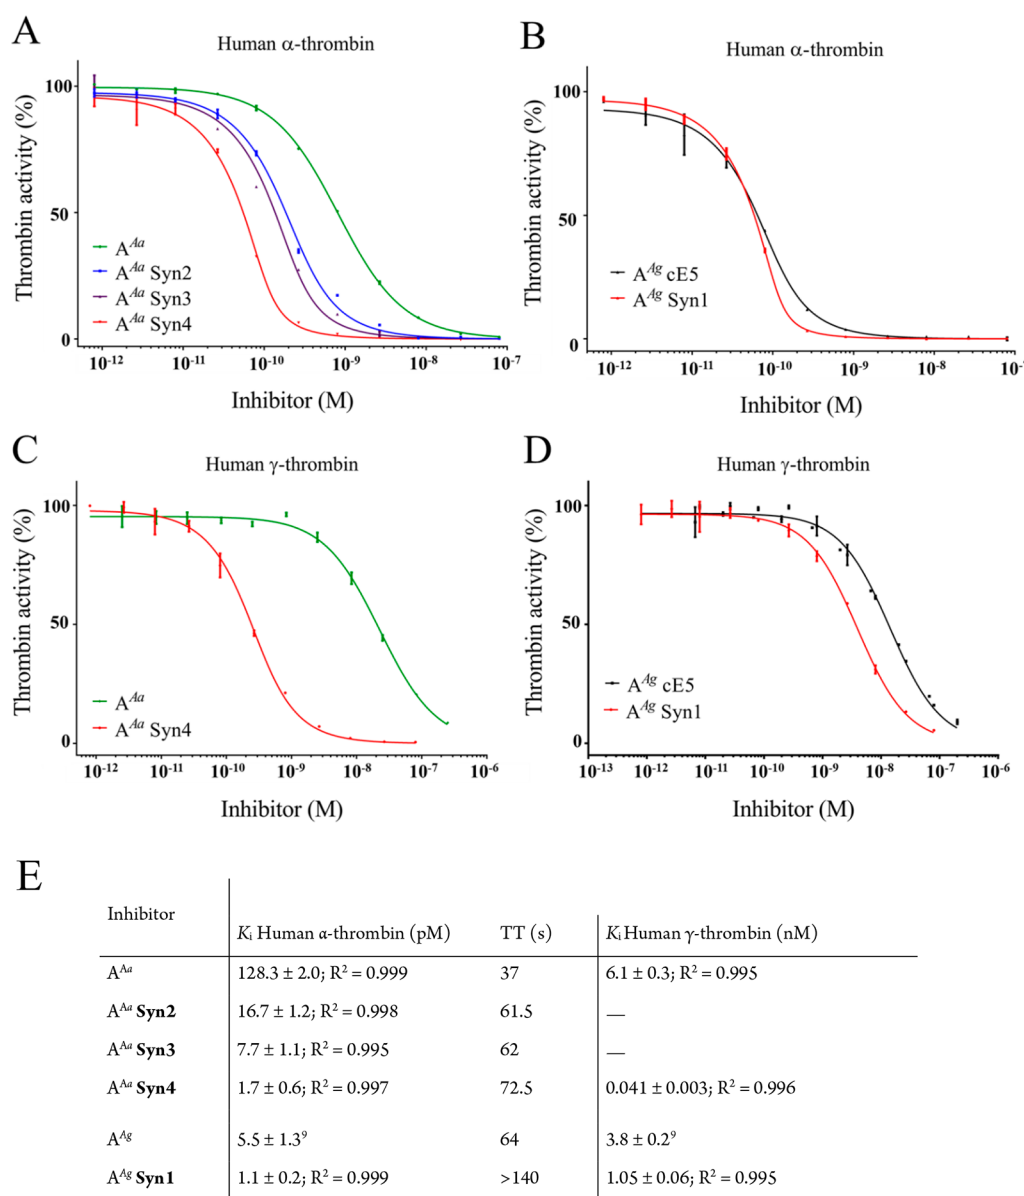 A
Human α-thrombin
Thrombin activity (%)
100
50
0
A^Aa
A^Aa Syn2
A^Aa Syn3
A^Aa Syn4
10^-12 10^-11 10^-10 10^-9 10^-8 10^-7
Inhibitor (M)
B
Human α-thrombin
Thrombin activity (%)
100
50
0
A^Ag cE5
A^Ag Syn1
10^-12 10^-11 10^-10 10^-9 10^-8 10^-
Inhibitor (M)
C
Human γ-thrombin
Thrombin activity (%)
100
50
0
A^Aa
A^Aa Syn4
10^-12 10^-11 10^-10 10^-9 10^-8 10^-7 10^-6
Inhibitor (M)
D
Human γ-thrombin
Thrombin activity (%)
100
50
0
A^Ag cE5
A^Ag Syn1
10^-13 10^-12 10^-11 10^-10 10^-9 10^-8 10^-7 10^-6
Inhibitor (M)
E
Inhibitor
Ki Human α-thrombin (pM) TT (s) Ki Human γ-thrombin (nM)
A^Aa 128.3 ± 2.0; R² = 0.999 37 6.1 ± 0.3; R² = 0.995
A^Aa Syn2 16.7 ± 1.2; R² = 0.998 61.5 —
A^Aa Syn3 7.7 ± 1.1; R² = 0.995 62 —
A^Aa Syn4 1.7 ± 0.6; R² = 0.997 72.5 0.041 ± 0.003; R² = 0.996
A^Ag 5.5 ± 1.3⁹ 64 3.8 ± 0.2⁹
A^Ag Syn1 1.1 ± 0.2; R² = 0.999 >140 1.05 ± 0.06; R² = 0.995